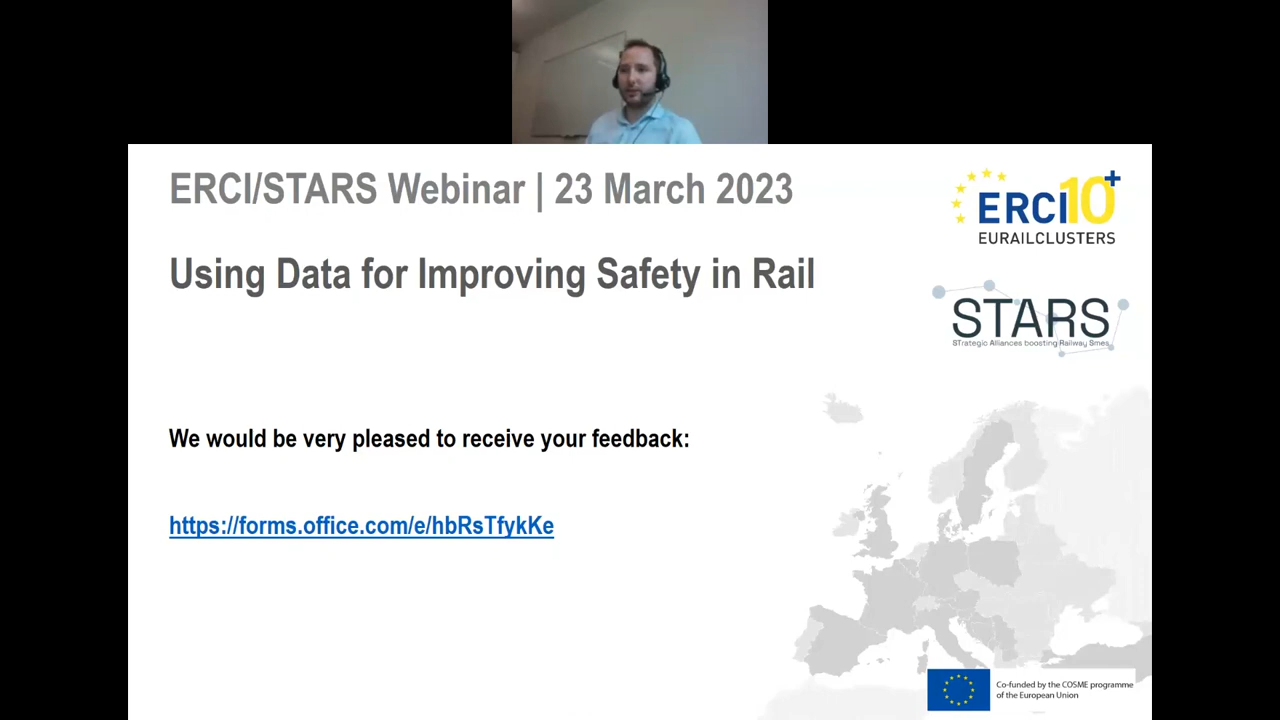 ERCI/STARS Webinar | 23 March 2023
ERCI10+
EURAILCLUSTERS
Using Data for Improving Safety in Rail
STARS
STrategic Alliances boosting Railway Smes
We would be very pleased to receive your feedback:
https://forms.office.com/e/hbRsTfykKe
Co-funded by the COSME programme
of the European Union